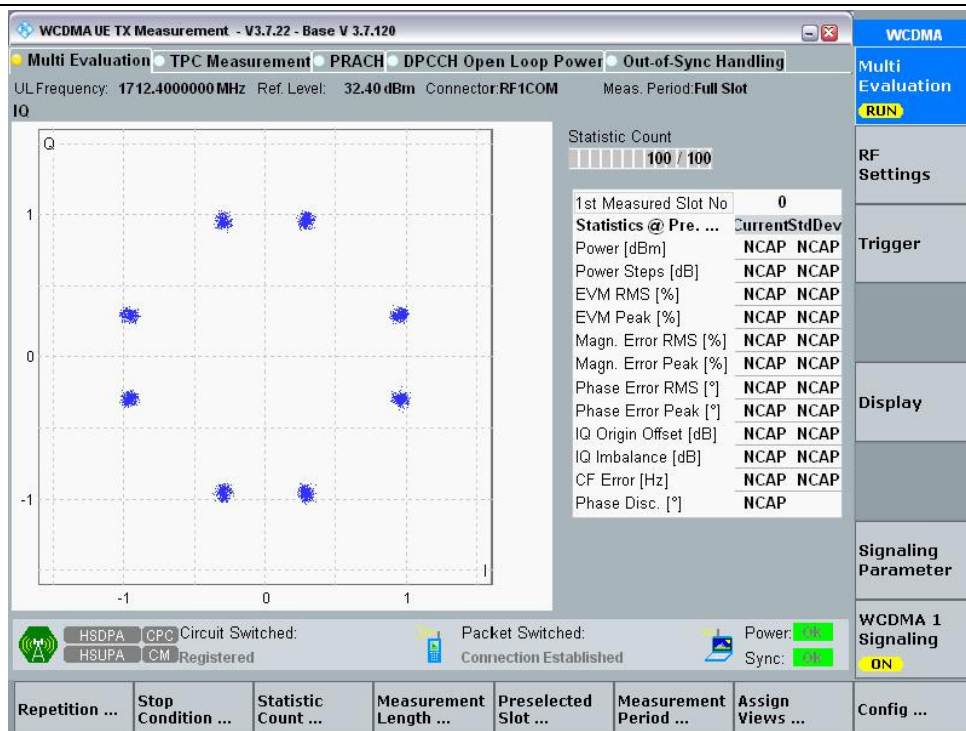 WCDMA UE TX Measurement - V3.7.22 - Base V 3.7.120
Multi Evaluation TPC Measurement PRACH DPCCH Open Loop Power Out-of-Sync Handling
UL Frequency: 1712.4000000 MHz Ref. Level: 32.40 dBm Connector:RF1COM Meas. Period:Full Slot
IQ
Q
1
0
-1
I
-1 0 1
Statistic Count
100 / 100
1st Measured Slot No 0
Statistics @ Pre. ... Current StdDev
Power [dBm] NCAP NCAP
Power Steps [dB] NCAP NCAP
EVM RMS [%] NCAP NCAP
EVM Peak [%] NCAP NCAP
Magn. Error RMS [%] NCAP NCAP
Magn. Error Peak [%] NCAP NCAP
Phase Error RMS [°] NCAP NCAP
Phase Error Peak [°] NCAP NCAP
IQ Origin Offset [dB] NCAP NCAP
IQ Imbalance [dB] NCAP NCAP
CF Error [Hz] NCAP NCAP
Phase Disc. [°] NCAP
HSDPA CPC Circuit Switched:
HSUPA CM Registered
Packet Switched:
Connection Established
Power: OK
Sync: OK
WCDMA
Multi
Evaluation
RUN
RF
Settings
Trigger
Display
Signaling
Parameter
WCDMA 1
Signaling
ON
Repetition ...
Stop
Condition ...
Statistic
Count ...
Measurement
Length ...
Preselected
Slot ...
Measurement
Period ...
Assign
Views ...
Config ...